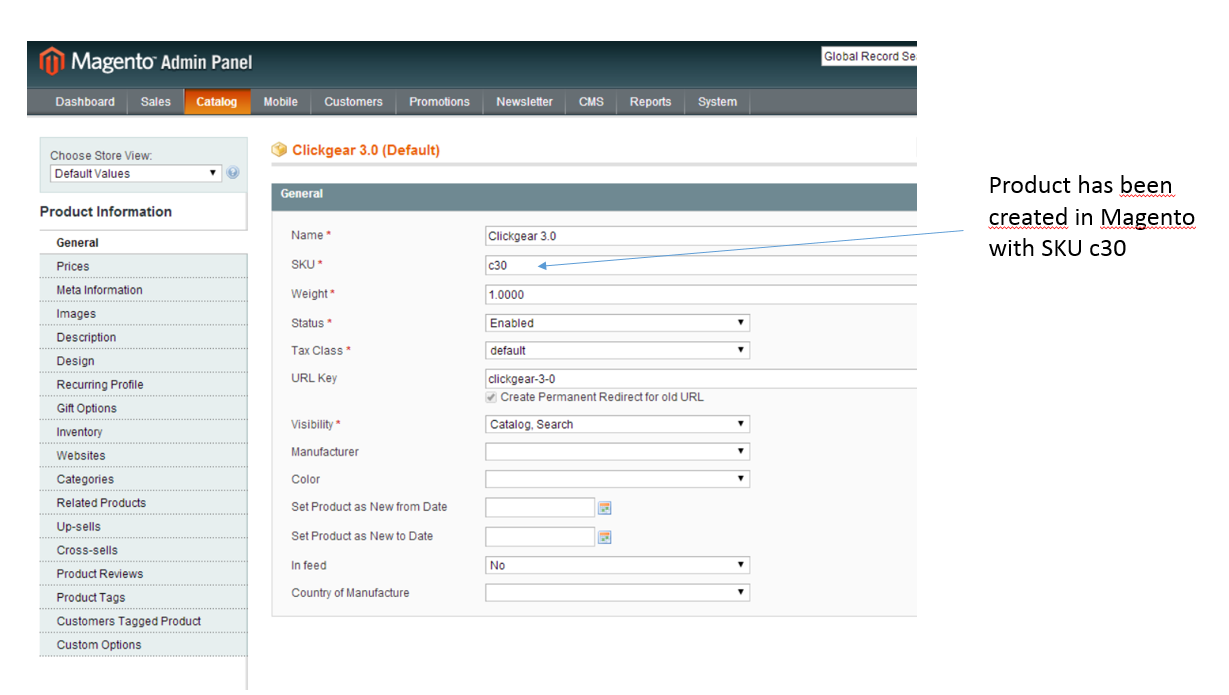 Magento Admin Panel
Global Record Se
Dashboard Sales Catalog Mobile Customers Promotions Newsletter CMS Reports System
Choose Store View:
Default Values
Product Information
General
Prices
Meta Information
Images
Description
Design
Recurring Profile
Gift Options
Inventory
Websites
Categories
Related Products
Up-sells
Cross-sells
Product Reviews
Product Tags
Customers Tagged Product
Custom Options
Clickgear 3.0 (Default)
General
Name * Clickgear 3.0
SKU * c30
Weight * 1.0000
Status * Enabled
Tax Class * default
URL Key clickgear-3-0
Create Permanent Redirect for old URL
Visibility * Catalog, Search
Manufacturer
Color
Set Product as New from Date
Set Product as New to Date
In feed No
Country of Manufacture
Product has been
created in Magento
with SKU c30